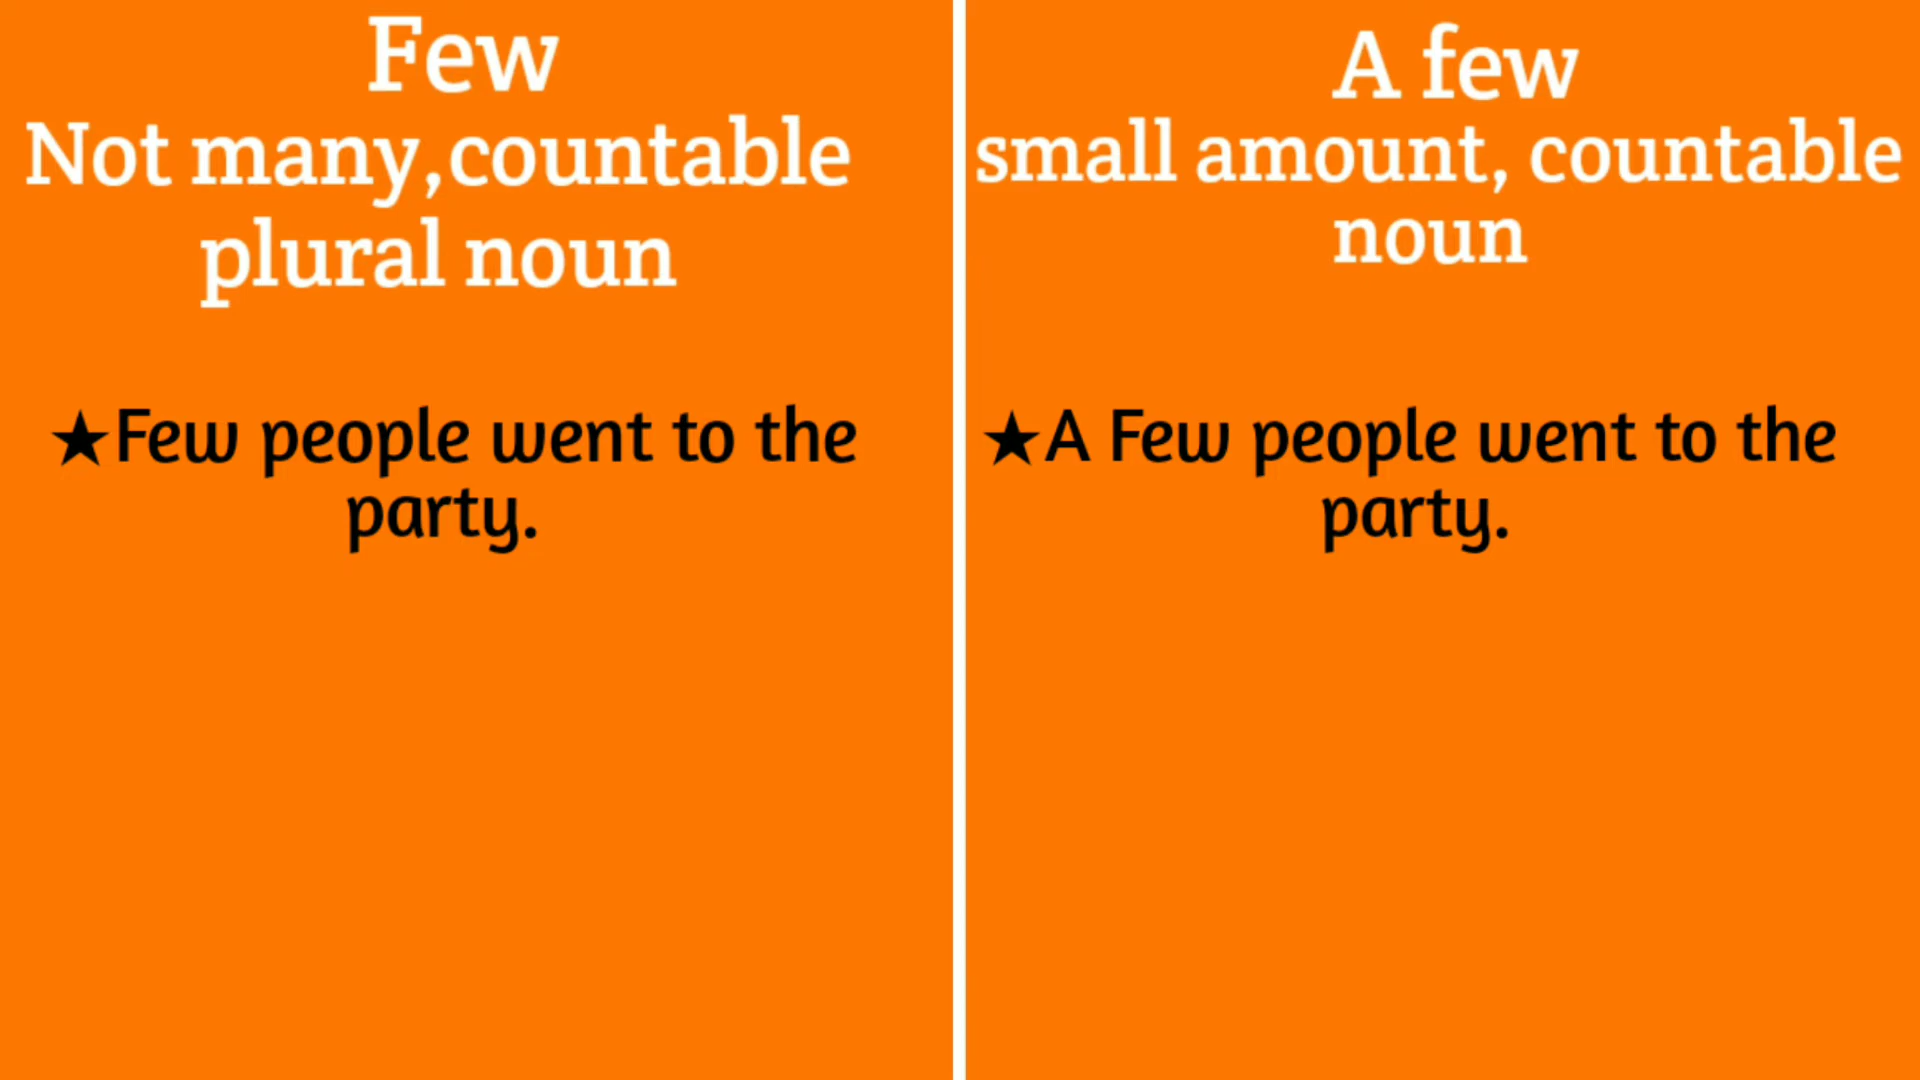 Few
Not many,countable
plural noun
★Few people went to the
party.
A few
small amount, countable
noun
★A Few people went to the
party.